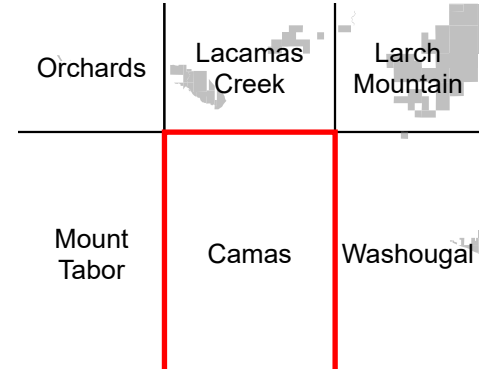 Orchards
Lacamas
Creek
Larch
Mountain
Mount
Tabor
Camas
Washougal